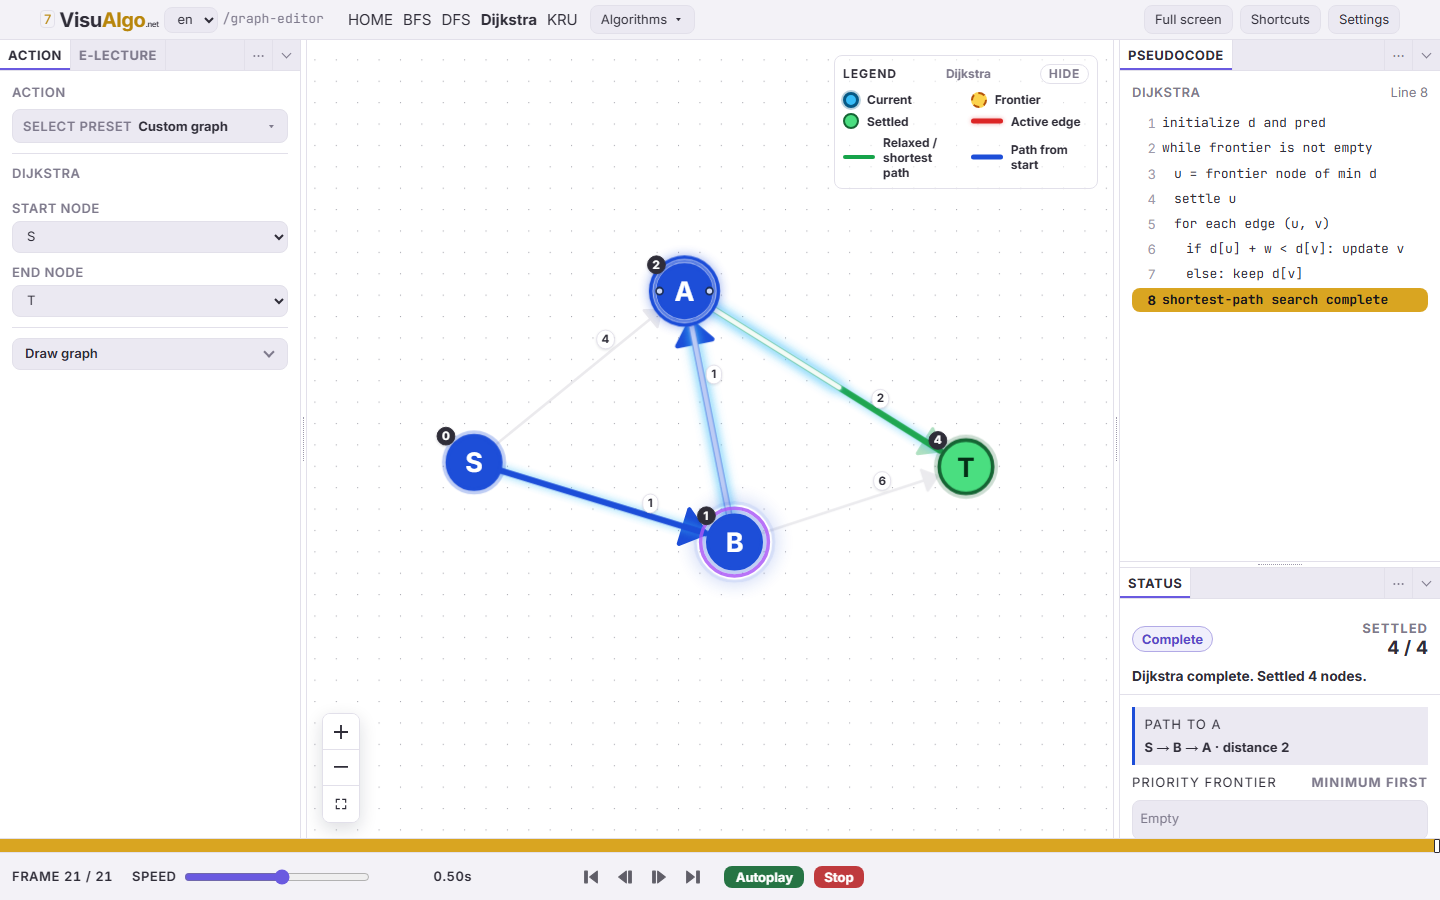 7 VisuAlgo.net en /graph-editor HOME BFS DFS Dijkstra KRU Algorithms Full screen Shortcuts Settings
ACTION E-LECTURE
ACTION
SELECT PRESET Custom graph
DIJKSTRA
START NODE
S
END NODE
T
Draw graph
LEGEND Dijkstra HIDE
Current Frontier
Settled Active edge
Relaxed / shortest path Path from start
2
A
4
1
2
0
S
4
T
6
1
1
B
PSEUDOCODE
DIJKSTRA Line 8
1 initialize d and pred
2 while frontier is not empty
3 u = frontier node of min d
4 settle u
5 for each edge (u, v)
6 if d[u] + w < d[v]: update v
7 else: keep d[v]
8 shortest-path search complete
STATUS
Complete SETTLED
4 / 4
Dijkstra complete. Settled 4 nodes.
PATH TO A
S → B → A · distance 2
PRIORITY FRONTIER MINIMUM FIRST
Empty
FRAME 21 / 21 SPEED 0.50s Autoplay Stop